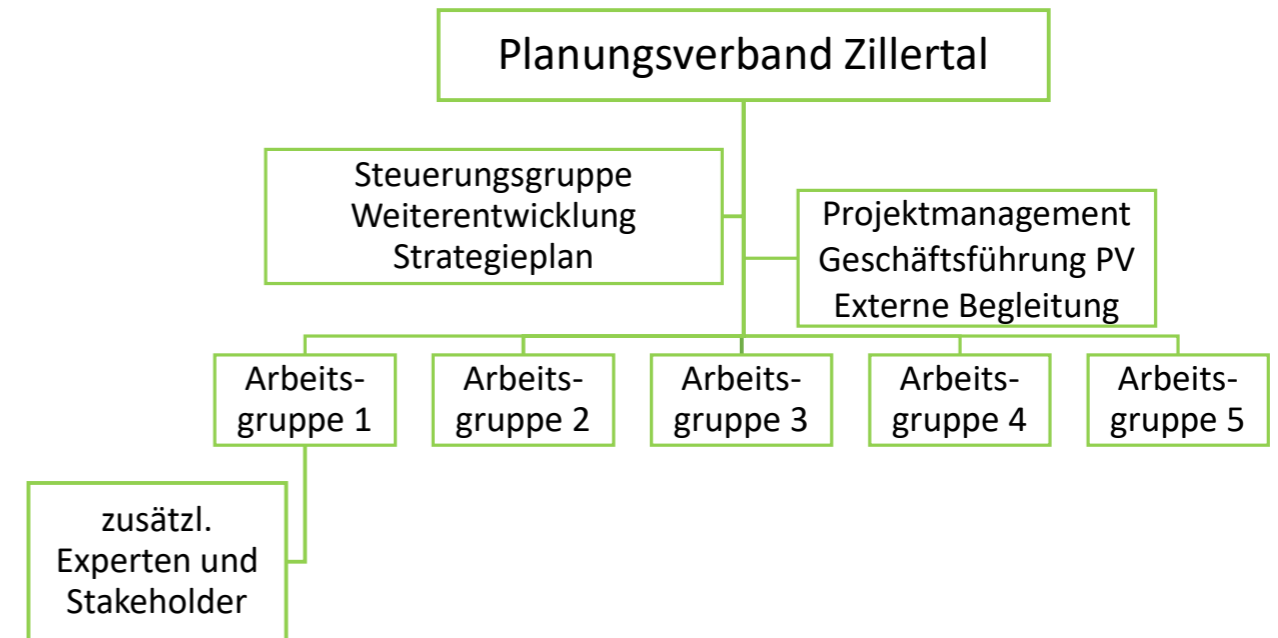 Planungsverband Zillertal
Steuerungsgruppe
Weiterentwicklung
Strategieplan
Projektmanagement
Geschäftsführung PV
Externe Begleitung
Arbeits-
gruppe 1
Arbeits-
gruppe 2
Arbeits-
gruppe 3
Arbeits-
gruppe 4
Arbeits-
gruppe 5
zusätzl.
Experten und
Stakeholder